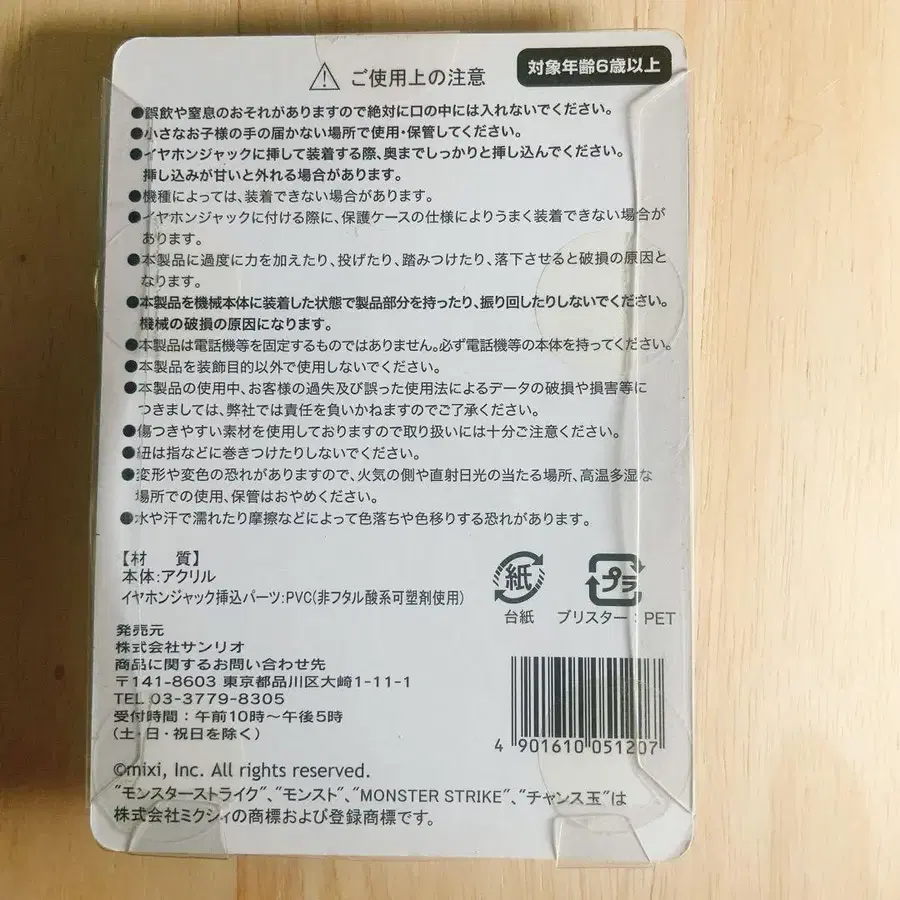 ⚠ ご使用上の注意
対象年齢6歳以上
●誤飲や窒息のおそれがありますので絶対に口の中には入れないでください。
●小さなお子様の手の届かない場所で使用・保管してください。
●イヤホンジャックに挿して装着する際、奥までしっかりと挿し込んでください。
挿し込みが甘いと外れる場合があります。
●機種によっては、装着できない場合があります。
●イヤホンジャックに付ける際に、保護ケースの仕様によりうまく装着できない場合が
あります。
●本製品に過度に力を加えたり、投げたり、踏みつけたり、落下させると破損の原因と
なります。
●本製品を機械本体に装着した状態で製品部分を持ったり、振り回したりしないでください。
機械の破損の原因になります。
●本製品は電話機等を固定するものではありません。必ず電話機等の本体を持ってください。
●本製品を装飾目的以外で使用しないでください。
●本製品の使用中、お客様の過失及び誤った使用法によるデータの破損や損害等に
つきましては、弊社では責任を負いかねますのでご了承ください。
●傷つきやすい素材を使用しておりますので取り扱いには十分ご注意ください。
●紐は指などに巻きつけたりしないでください。
●変形や変色の恐れがありますので、火気の側や直射日光の当たる場所、高温多湿な
場所での使用、保管はおやめください。
●水や汗で濡れたり摩擦などによって色落ちや色移りする恐れがあります。
【材　質】
本体:アクリル
イヤホンジャック挿込パーツ:PVC(非フタル酸系可塑剤使用)
紙
台紙
プラ
ブリスター：PET
発売元
株式会社サンリオ
商品に関するお問い合わせ先
〒141-8603 東京都品川区大崎1-11-1
TEL 03-3779-8305
受付時間：午前10時～午後5時
(土・日・祝日を除く)
4 901610 051207
©mixi, Inc. All rights reserved.
"モンスターストライク"、"モンスト"、"MONSTER STRIKE"、"チャンス玉"は
株式会社ミクシィの商標および登録商標です。